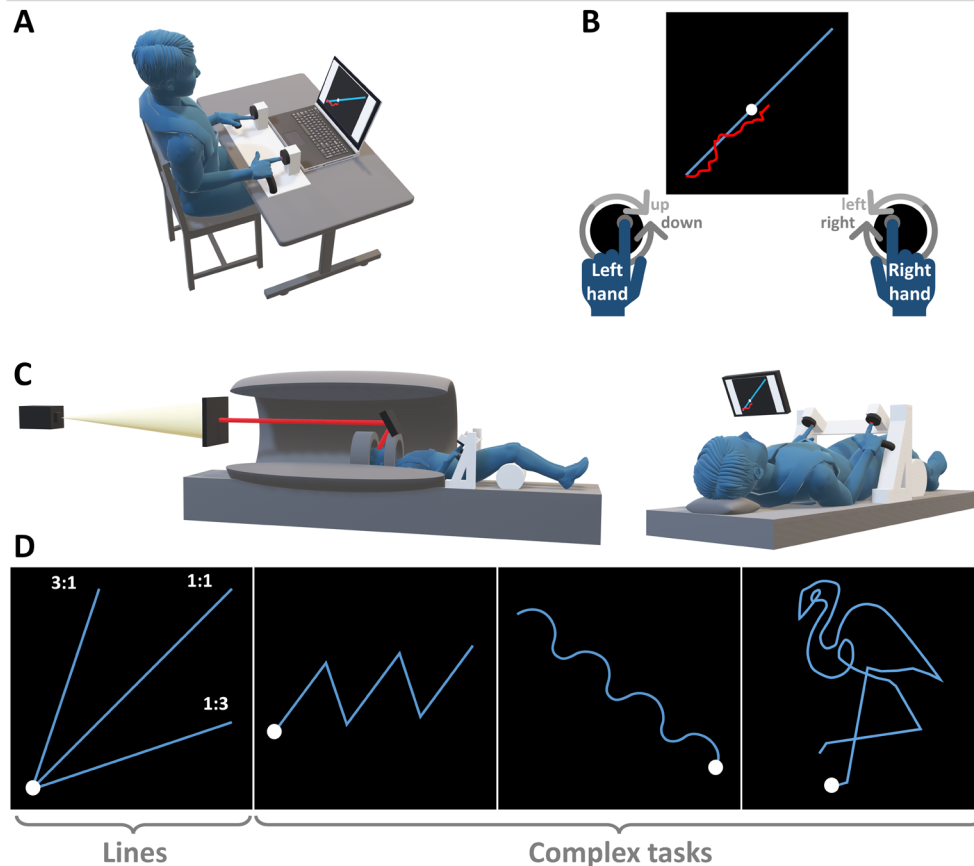 A
B
up
down
left
right
Left
hand
Right
hand
C
D
3:1
1:1
1:3
Lines
Complex tasks